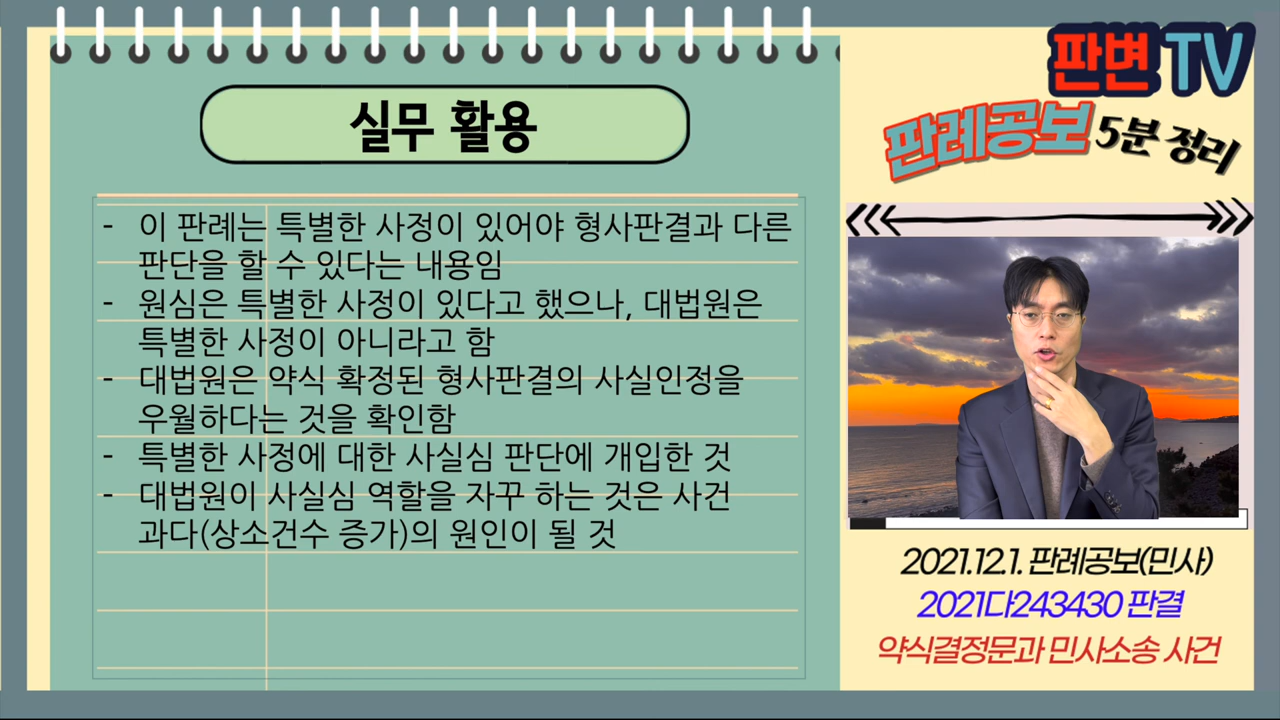 실무 활용
- 이 판례는 특별한 사정이 있어야 형사판결과 다른
판단을 할 수 있다는 내용임
- 원심은 특별한 사정이 있다고 했으나, 대법원은
특별한 사정이 아니라고 함
- 대법원은 약식 확정된 형사판결의 사실인정을
우월하다는 것을 확인함
- 특별한 사정에 대한 사실심 판단에 개입한 것
- 대법원이 사실심 역할을 자꾸 하는 것은 사건
과다(상소건수 증가)의 원인이 될 것
판변 TV
판례공보 5분 정리
2021.12.1. 판례공보(민사)
2021다243430 판결
약식결정문과 민사소송 사건